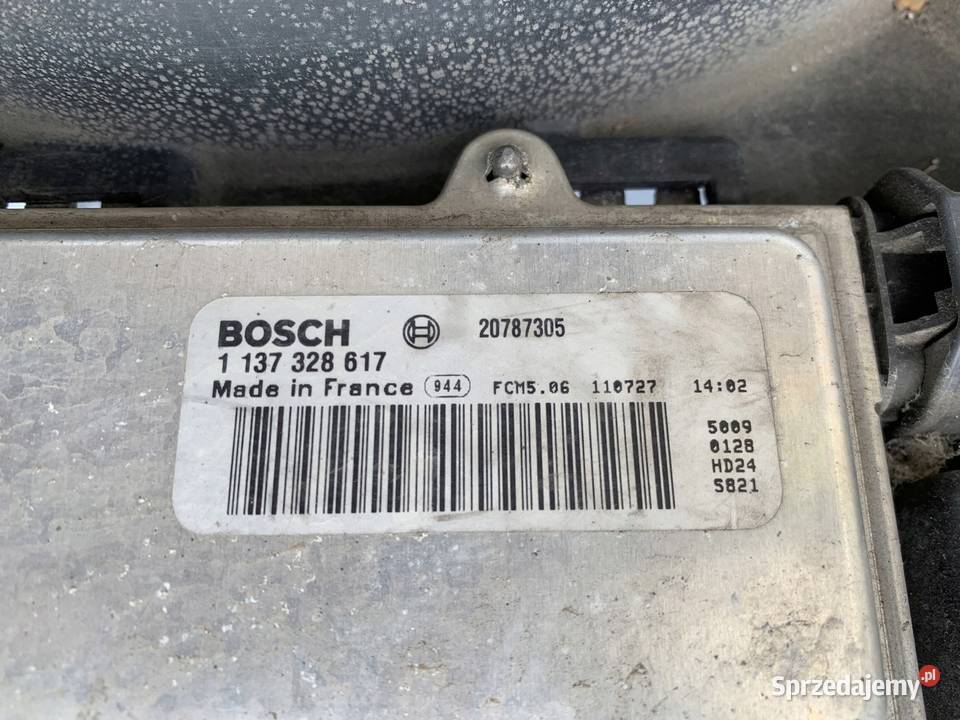 BOSCH 20787305
1 137 328 617
Made in France 944 FCM5.06 110727 14:02
5009
0128
HD24
S821
Sprzedajemy.pl